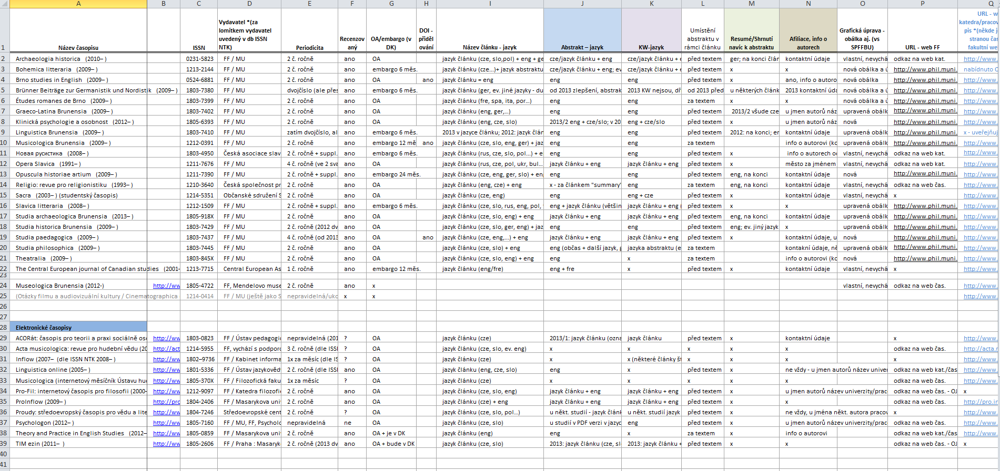 A B C D E F G H I J K L M N O P Q
1 Název časopisu ISSN Vydavatel *(za lomítkem vydavatel uvedený v db ISSN NTK) Periodicita Recenzovaný OA/embargo (v DK) DOI - přidělování Název článku - jazyk Abstrakt – jazyk KW-jazyk Umístění abstraktu v rámci článku Resumé/Shrnutí navíc k abstraktu Afiliace, info o autorech Grafická úprava - obálka aj. (vs SPFFBU) URL - web FF URL - w katedra/pracov pis *(někde j stranou čas fakultní we
2 Archaeologia historica (2010– ) 0231-5823 FF / MU 2 č. ročně ano OA jazyk článku (cze, slo,pol) + eng + ge cze/jazyk článku + eng cze/jazyk článku + e před textem ger; na konci člán kontaktní údaje vlastní, nevychá odkaz na web kat. http://www.
3 Bohemica litteraria (2009– ) 1213-2144 FF / MU 2 č. ročně ano embargo 6 měs. jazyk článku (cze...)+ jazyk abstraktu cze/jazyk článku + eng; ev cze/jazyk článku + e před textem x x nová obálka a ú http://www.phil.muni. nabídnuto O
4 Brno studies in English (2009– ) 0524-6881 FF / MU 2 č. ročně ano OA ano jazyk článku = eng eng eng před textem x ano, info o autoro nová obálka http://www.phil.muni. http://www.
5 Brünner Beiträge zur Germanistik und Nordistik (2009– ) 1803-7380 FF / MU dvojčíslo (ale přes ano embargo 6 měs. jazyk článku (ger, ev. jiné jazyky - du od 2013 zlepšení, abstrak 2013 KW nejsou, dř od 2013 před u některých článk 2013 kontaktní úda nová obálka a ú http://www.phil.muni. http://www.
6 Études romanes de Brno (2009– ) 1803-7399 FF / MU 2 č. ročně ano OA jazyk článku (fre, spa, ita, por...) eng eng za textem x x nová obálka a ú http://www.phil.muni. http://www.
7 Graeco-Latina Brunensia (2009– ) 1803-7402 FF / MU 2 č. ročně ano OA jazyk článku (eng, ger,...) eng eng před textem 2013/2 všude cze u jmen autorů náz upravená obálk http://www.phil.muni. http://www.
8 Klinická psychologie a osobnost (2012– ) 1805-6393 FF / MU 2 č. ročně ano OA jazyk článku (eng, cze, slo) 2013/2 eng + cze/slo; v 20 eng + cze/slo před textem x u jmen autorů náz nová http://www.phil.muni. http://www.
9 Linguistica Brunensia (2009– ) 1803-7410 FF / MU zatím dvojčíslo, al ano embargo 6 měs. 2013 v jazyce článku; 2012: jazyk člán eng eng před textem 2012: na konci; er kontaktní údaje upravená obálk http://www.phil.muni. x - uveřejňuj
10 Musicologica Brunensia (2009– ) 1212-0391 FF / MU 2 č. ročně ano embargo 12 mě ano jazyk článku (cze, slo, eng, ger) + jaz eng eng za textem info o autorovi (ko upravená obálk http://www.phil.muni. http://www.
11 Новая русистика (2008– ) 1803-4950 Česká asociace slav 2 č. ročně + suppl. ano embargo 6 měs. jazyk článku (rus, cze, slo, pol...) + e eng eng před textem x info o autorech oc vlastní, nevychá odkaz na web kat. http://www.
12 Opera Slavica (1991– ) 1211-7676 FF / MU 4 č. ročně (ve 2 sva ano OA jazyk článku (rus, cze, pol, ukr, bul... jazyk článku + eng jazyk článku + eng před textem x město za jménem vlastní, nevychá odkaz na web kat. http://www.
13 Opuscula historiae artium (2009– ) 1211-7390 FF / MU 2 č. ročně + suppl. ano embargo 24 měs. jazyk článku (cze, eng, ger, slo) + en eng eng před textem eng, na konci kontaktní údaje nová http://www.phil.muni. http://www.
14 Religio: revue pro religionistiku (1993– ) 1210-3640 Česká společnost pr 2 č. ročně ano OA jazyk článku (eng, cze) + eng x - za článkem "summary" eng za textem eng, na konci kontaktní údaje vlastní, nevychá odkaz na web čas. http://www.
15 Sacra (2003– ) (studentský časopis) 1214-5351 Občanské sdružení S 2 č. ročně ano OA jazyk článku (cze, eng) eng eng + cze před textem x kontaktní údaje vlastní, nevychá x http://www.
16 Slavica litteraria (2008– ) 1212-1509 FF / MU 2 č. ročně + suppl. ano embargo 6 měs. jazyk článku (cze, slo, rus, eng, pol, eng + jazyk článku (většin jazyk článku + eng ( před textem x x upravená obálk http://www.phil.muni. http://www.
17 Studia archaeologica Brunensia (2013– ) 1805-918X FF / MU 2 č. ročně ano OA jazyk článku (cze, slo, eng) + eng jazyk článku + eng jazyk článku + eng před textem eng, na konci kontaktní údaje upravená obálk http://www.phil.muni. http://www.
18 Studia historica Brunensia (2009– ) 1803-7429 FF / MU 2 č. ročně (2012 dv ano OA jazyk článku (cze, slo, ger, eng) + jaz eng eng před textem eng; ev. jiný jazyk x upravená obálk http://www.phil.muni. http://www.
19 Studia paedagogica (2009– ) 1803-7437 FF / MU 4 č. ročně (od 2013 ano OA ano jazyk článku (cze, eng,...) + eng jazyk článku + eng jazyk článku + eng před textem x kontaktní údaje, u nová http://www.phil.muni. http://www.
20 Studia philosophica (2009– ) 1803-7445 FF / MU 2 č. ročně ano OA jazyk článku (cze, slo) + eng eng (občas + další jazyk, g jazyka abstraktu (e za textem kontakní údaje, ně upravená obálk http://www.phil.muni. http://www.
21 Theatralia (2009– ) 1803-845X FF / MU 2 č. ročně ano OA jazyk článku (cze, slo, eng) + eng eng x za textem info o autorovi (ko nová http://www.phil.muni. http://www.
22 The Central European journal of Canadian studies (2001- 1213-7715 Central European As 1 č. ročně ano embargo 12 měs. jazyk článku (eng/fre) eng + fre x před textem x kontaktní údaje vlastní, nevychá x http://www.
23
24 Museologica Brunensia (2012-) http://ww 1805-4722 FF, Mendelovo muse 2 č. ročně ano x vlastní, nevychá odkaz na web čas. http://www.
25 (Otázky filmu a audiovizuální kultury / Cinematographica 1214-0414 FF / MU (ještě jako S nepravidelná/uko x x http://www.
26
27
28 Elektronické časopisy
29 ACORát: časopis pro teorii a praxi sociálně oso http://ww 1803-0823 FF / Ústav pedagogi nepravidelná (201 ? OA jazyk článku (cze) 2013/1: jazyk článku (ozna jazyk článku před textem x kontaktní údaje x http://www.
30 Acta musicologica: revue pro hudební vědu (20 http://act 1214-5955 FF, vychází s podporo 3 č. ročně (dle ISSI ano OA jazyk článku (cze, slo, ev. eng) x x x x x odkaz na web čas. http://acta.r
31 Inflow (2007– (dle ISSN NTK 2008– ) http://ww 1802–9736 FF / Kabinet informa 1x za měsíc (dle IS ? OA jazyk článku (cze) x x (některé články št x x x x http://www.
32 Linguistica online (2005– ) http://ww 1801-5336 FF / Ústav jazykověd 2 č. ročně (dle ISSI ano OA jazyk článku (eng, cze, slo) eng x před textem x ne vždy - u jmen autorů název univer odkaz na web kat./čas http://www.
33 Musicologica (internetový měsíčník Ústavu hud http://ww 1805-370X FF / Filozofická faku 1x za měsíc ? OA jazyk článku (cze) x x x x x odkaz na web čas. http://www.
34 Pro-Fil: internetový časopis pro filosofii (2000- http://ww 1212-9097 FF / Katedra filozofi 2 č. ročně ano OA jazyk článku (cze, slo, eng) jazyk článku + eng jazyk článku + eng před textem x u jmen autorů název univerzity/prac odkaz na web čas. - OJ x
35 ProInflow (2009– ) http://pro 1804-2406 FF / Masarykova uni 2 č. ročně ano OA jazyk článku (cze) + eng jazyk článku + eng jazyk článku + eng před textem x x odkaz na web čas. http://pro.in
36 Proudy: středoevropský časopis pro vědu a lite http://ww 1804-7246 Středoevropské cent 2 č. ročně ? OA jazyk článku (cze, slo, pol...) u někt. studií - jazyk člank u někt. studií jazyk před textem x ne vždy, u jména někt. autora pracov x http://www.
37 Psychologon (2012– ) http://ww 1805-7160 FF / MU, FF, Psychol nepravidelná ne OA jazyk článku (cze, slo) u studií v PDF verzi v jazyc eng před textem x u jmen autorů název univerzity/prac odkaz na web čas. http://www.
38 Theory and Practice in English Studies (2012– http://ww 1805-0859 FF / Masarykova uni 2 č. ročně ano OA + je v DK jazyk článku (eng) eng x za textem x info o autorovi odkaz na web kat./čas http://www.
39 TIM ezin (2011– ) http://ww 1805-2606 FF / Praha : Masaryk 2 č. ročně (2013 dv ano OA + bude v DK jazyk článku (cze, slo) 2013: jazyk článku (cze, sl 2013: jazyk článku + před textem x x odkaz na web čas. - OJ x
40
41